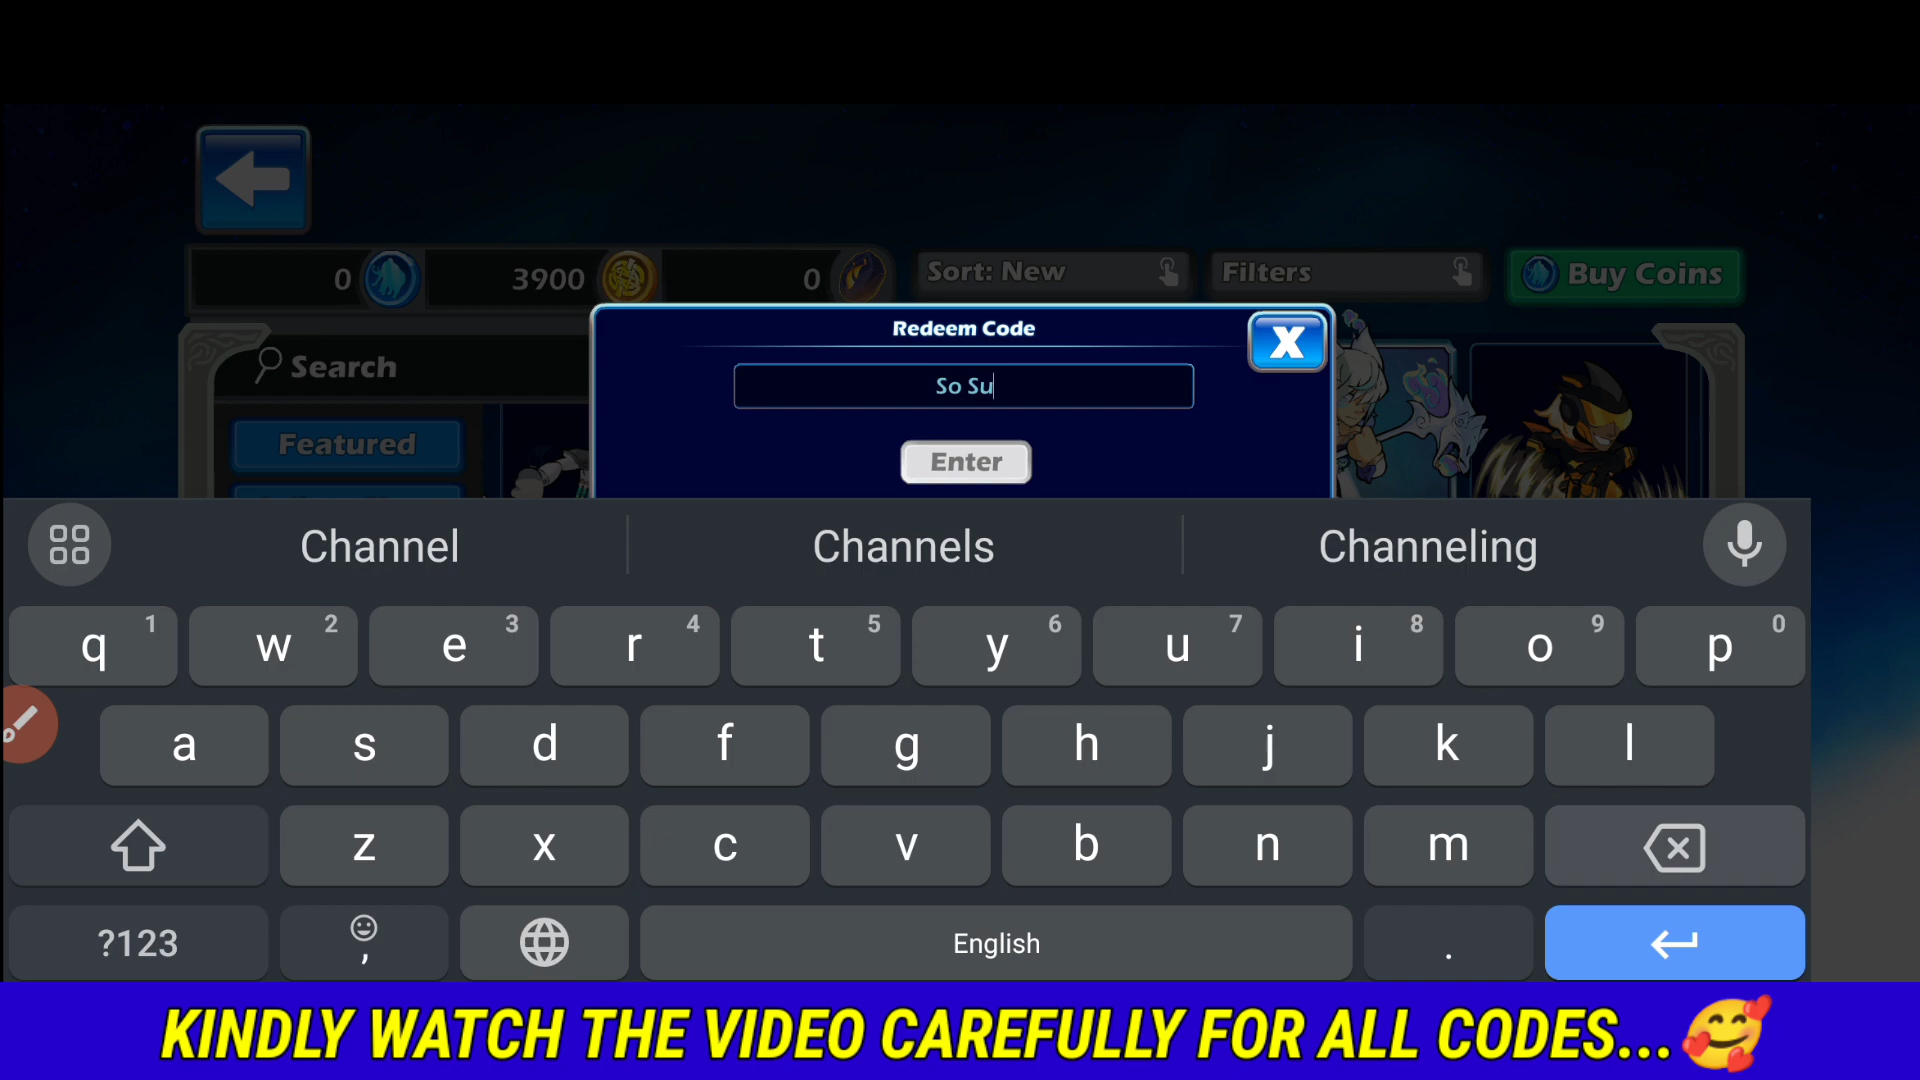 0 3900 0 Sort: New Filters Buy Coins
Redeem Code X
Search
So Su
Featured
Enter
Channel Channels Channeling
q 1 w 2 e 3 r 4 t 5 y 6 u 7 i 8 o 9 p 0
a s d f g h j k l
z x c v b n m
?123 , English .
KINDLY WATCH THE VIDEO CAREFULLY FOR ALL CODES...🥰